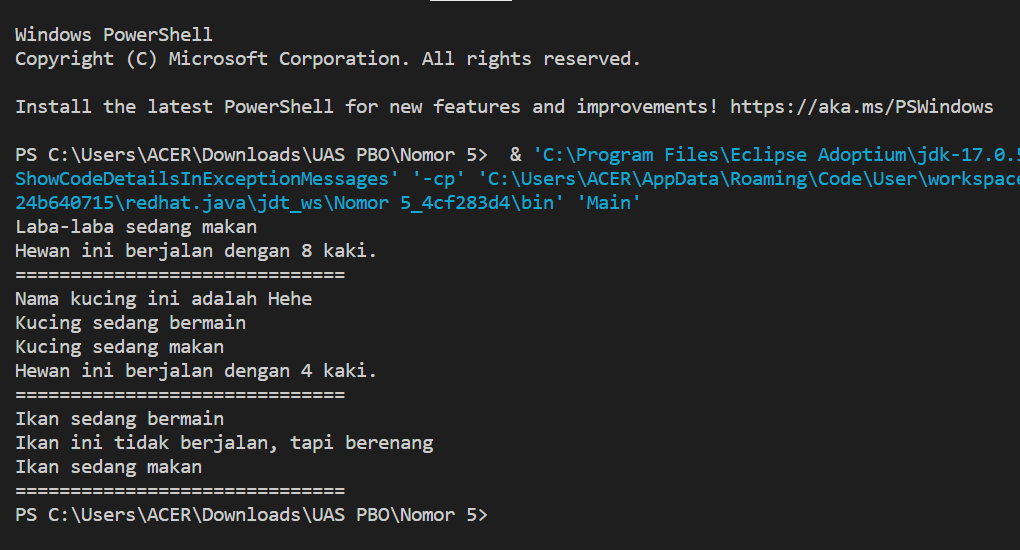 Windows PowerShell
Copyright (C) Microsoft Corporation. All rights reserved.
Install the latest PowerShell for new features and improvements! https://aka.ms/PSWindows
PS C:\Users\ACER\Downloads\UAS PBO\Nomor 5>  & 'C:\Program Files\Eclipse Adoptium\jdk-17.0.5
ShowCodeDetailsInExceptionMessages' '-cp' 'C:\Users\ACER\AppData\Roaming\Code\User\workspace
24b640715\redhat.java\jdt_ws\Nomor 5_4cf283d4\bin' 'Main'
Laba-laba sedang makan
Hewan ini berjalan dengan 8 kaki.
==============================
Nama kucing ini adalah Hehe
Kucing sedang bermain
Kucing sedang makan
Hewan ini berjalan dengan 4 kaki.
==============================
Ikan sedang bermain
Ikan ini tidak berjalan, tapi berenang
Ikan sedang makan
==============================
PS C:\Users\ACER\Downloads\UAS PBO\Nomor 5>